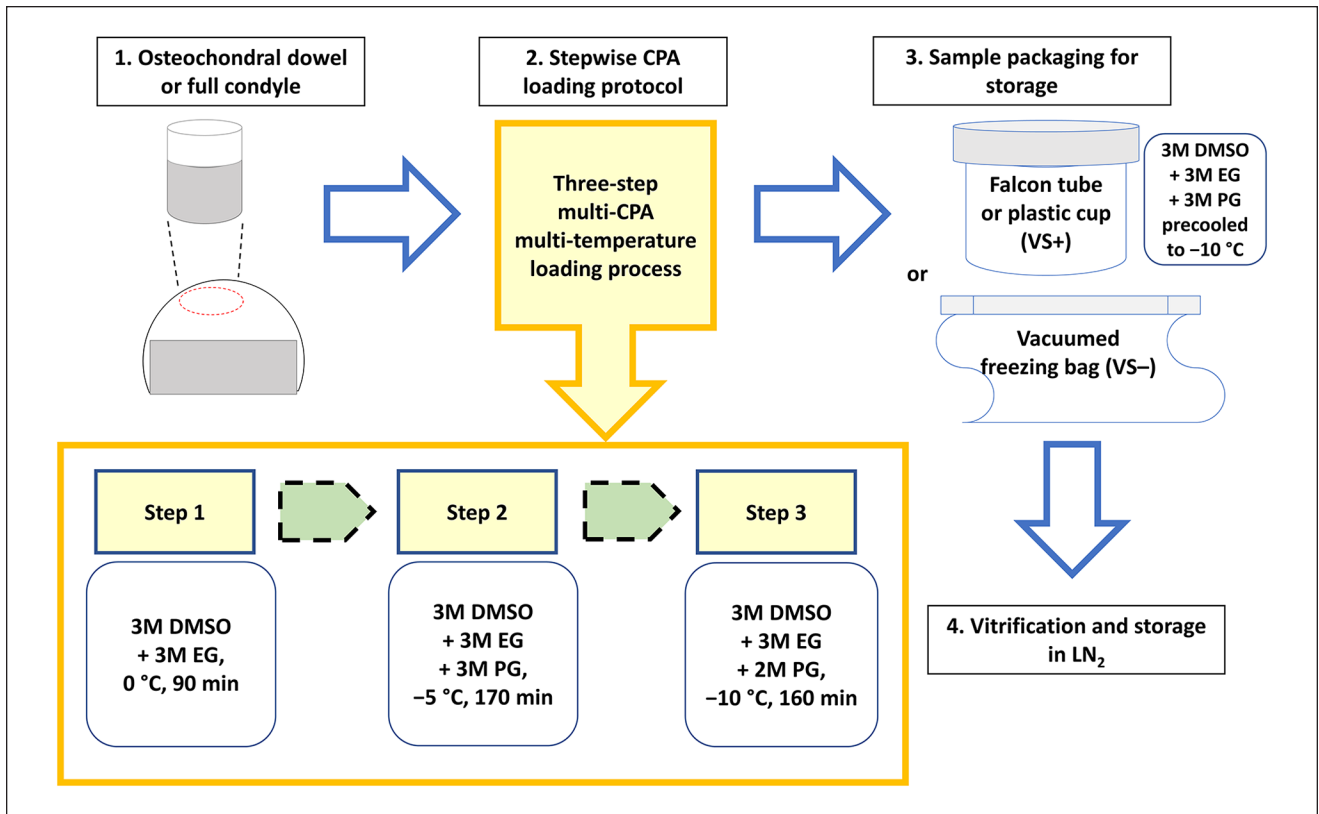 1. Osteochondral dowel
or full condyle
2. Stepwise CPA
loading protocol
3. Sample packaging for
storage
Three-step
multi-CPA
multi-temperature
loading process
Falcon tube
or plastic cup
(VS+)
3M DMSO
+ 3M EG
+ 3M PG
precooled
to −10 °C
or
Vacuumed
freezing bag (VS−)
Step 1
Step 2
Step 3
3M DMSO
+ 3M EG,
0 °C, 90 min
3M DMSO
+ 3M EG
+ 3M PG,
−5 °C, 170 min
3M DMSO
+ 3M EG
+ 2M PG,
−10 °C, 160 min
4. Vitrification and storage
in LN₂